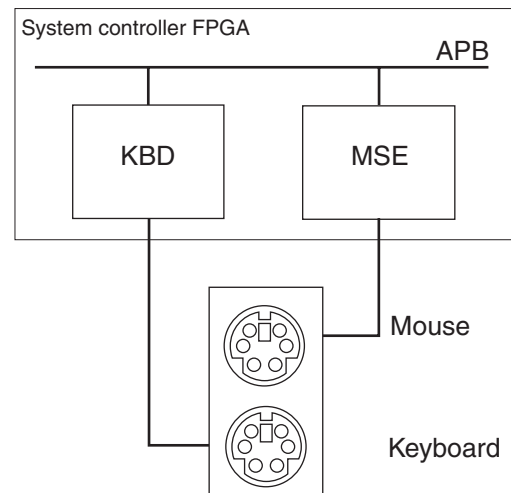 System controller FPGA
APB
KBD
MSE
Mouse
Keyboard